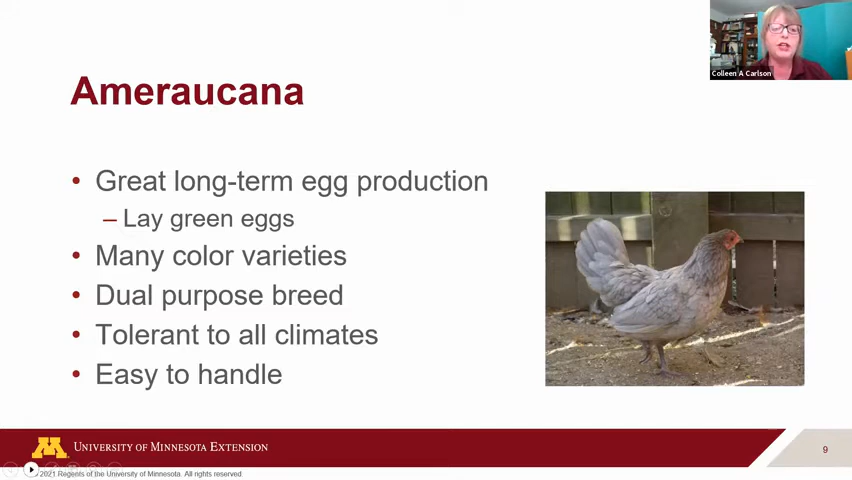 Colleen A Carlson
Ameraucana
• Great long-term egg production
– Lay green eggs
• Many color varieties
• Dual purpose breed
• Tolerant to all climates
• Easy to handle
M
UNIVERSITY OF MINNESOTA EXTENSION
9
2021 Regents of the University of Minnesota. All rights reserved.